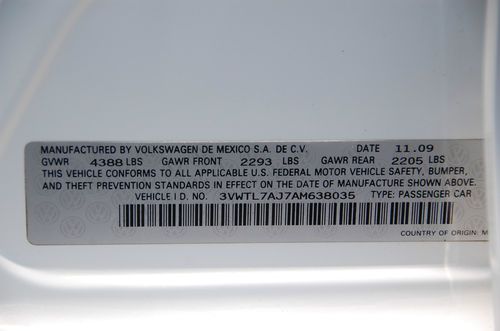 MANUFACTURED BY VOLKSWAGEN DE MEXICO S.A. DE C.V. DATE 11.09
GVWR 4388 LBS GAWR FRONT 2293 LBS GAWR REAR 2205 LBS
THIS VEHICLE CONFORMS TO ALL APPLICABLE U.S. FEDERAL MOTOR VEHICLE SAFETY, BUMPER,
AND THEFT PREVENTION STANDARDS IN EFFECT ON THE DATE OF MANUFACTURE SHOWN ABOVE.
VEHICLE I D. NO. 3VWTL7AJ7AM638035 TYPE: PASSENGER CAR
COUNTRY OF ORIGIN: M